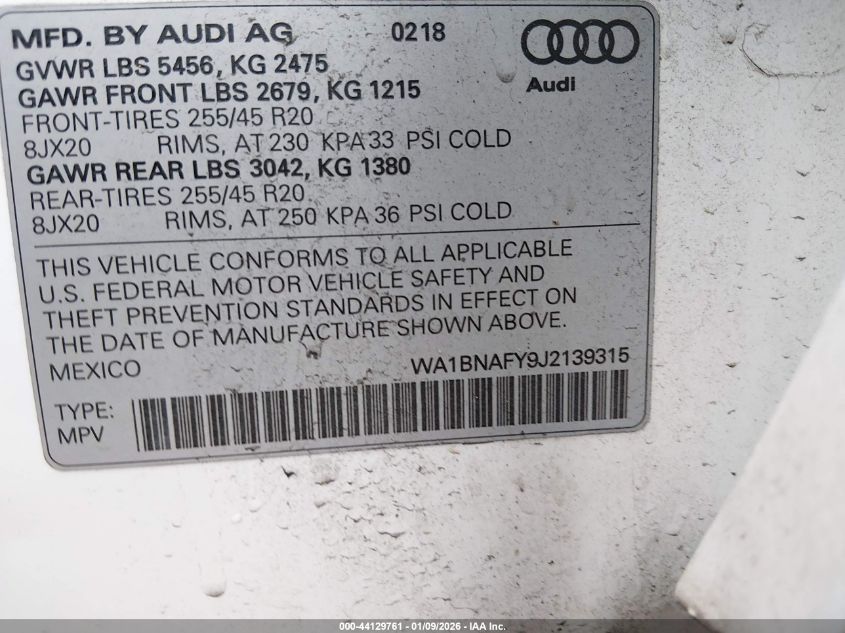 MFD. BY AUDI AG 0218
GVWR LBS 5456, KG 2475
GAWR FRONT LBS 2679, KG 1215
Audi
FRONT-TIRES 255/45 R20
8JX20 RIMS, AT 230 KPA 33 PSI COLD
GAWR REAR LBS 3042, KG 1380
REAR-TIRES 255/45 R20
8JX20 RIMS, AT 250 KPA 36 PSI COLD
THIS VEHICLE CONFORMS TO ALL APPLICABLE
U.S. FEDERAL MOTOR VEHICLE SAFETY AND
THEFT PREVENTION STANDARDS IN EFFECT ON
THE DATE OF MANUFACTURE SHOWN ABOVE.
MEXICO WA1BNAFY9J2139315
TYPE:
MPV
000-44129761 - 01/09/2026 - IAA Inc.